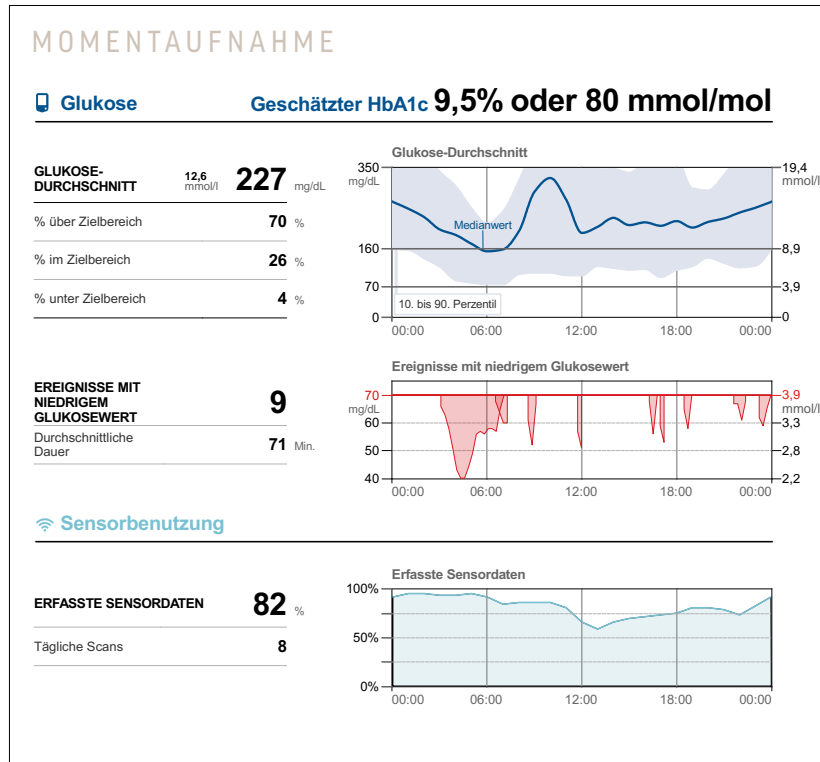 MOMENTAUFNAHME
Glukose
Geschätzter HbA1c 9,5% oder 80 mmol/mol
GLUKOSE-
DURCHSCHNITT
12,6
mmol/l
227 mg/dL
% über Zielbereich 70 %
% im Zielbereich 26 %
% unter Zielbereich 4 %
Glukose-Durchschnitt
350
mg/dL
160
70
0
19,4
mmol/L
8,9
3,9
0
Medianwert
10. bis 90. Perzentil
00:00 06:00 12:00 18:00 00:00
EREIGNISSE MIT
NIEDRIGEM
GLUKOSEWERT
9
Durchschnittliche
Dauer
71 Min.
Ereignisse mit niedrigem Glukosewert
70
mg/dL
60
50
40
3,9
mmol/L
3,3
2,8
2,2
00:00 06:00 12:00 18:00 00:00
Sensorbenutzung
ERFASSTE SENSORDATEN 82 %
Tägliche Scans 8
Erfasste Sensordaten
100%
50%
0%
00:00 06:00 12:00 18:00 00:00